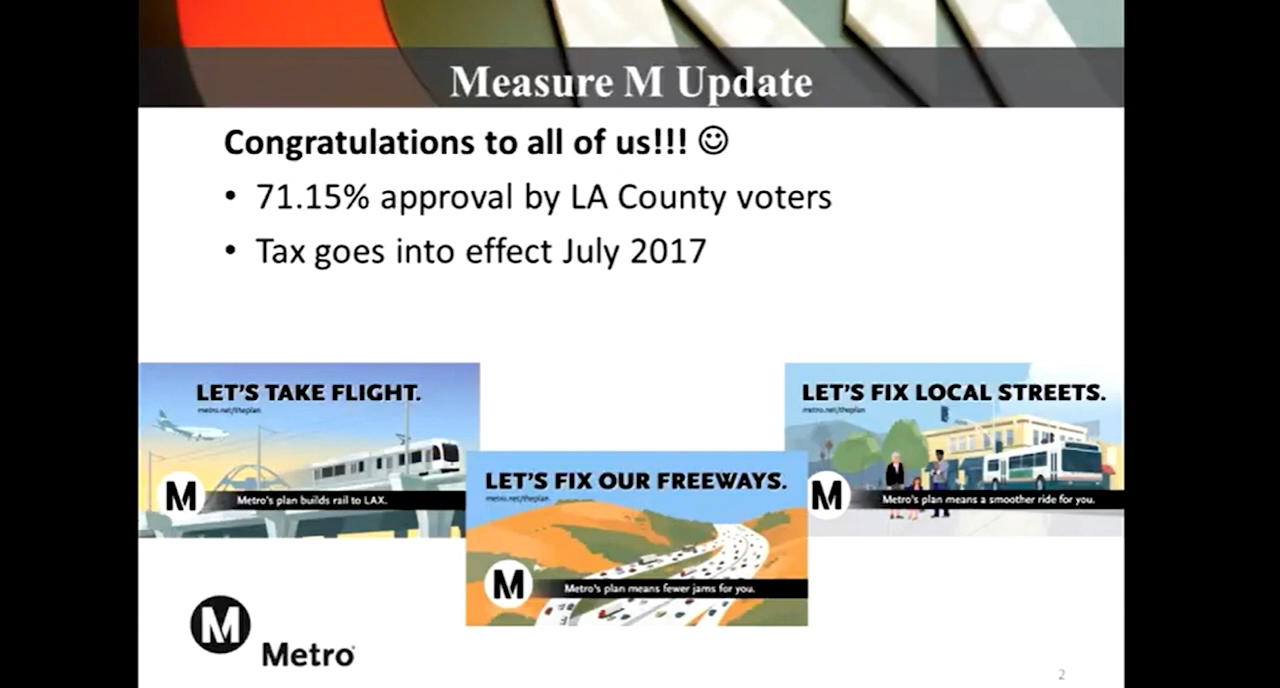 Measure M Update
Congratulations to all of us!!! ☺
• 71.15% approval by LA County voters
• Tax goes into effect July 2017
LET'S TAKE FLIGHT.
metro.net/theplan
M
Metro's plan builds rail to LAX.
LET'S FIX OUR FREEWAYS.
metro.net/theplan
M
Metro's plan means fewer jams for you.
LET'S FIX LOCAL STREETS.
metro.net/theplan
M
Metro's plan means a smoother ride for you.
M
Metro
2